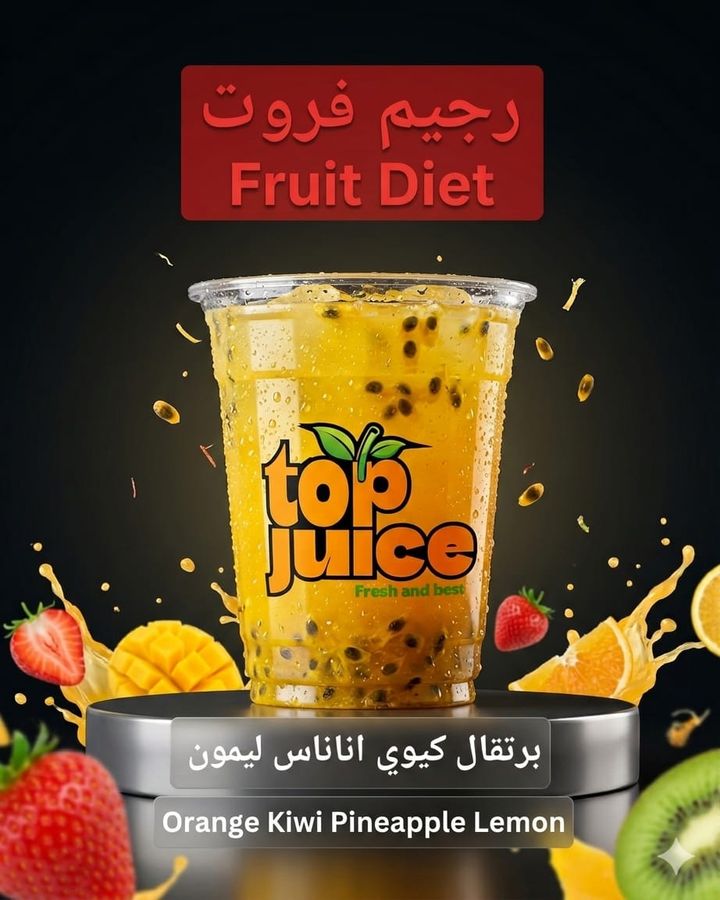 رجيم فروت
Fruit Diet
top
juice
Fresh and best
برتقال كيوي اناناس ليمون
Orange Kiwi Pineapple Lemon